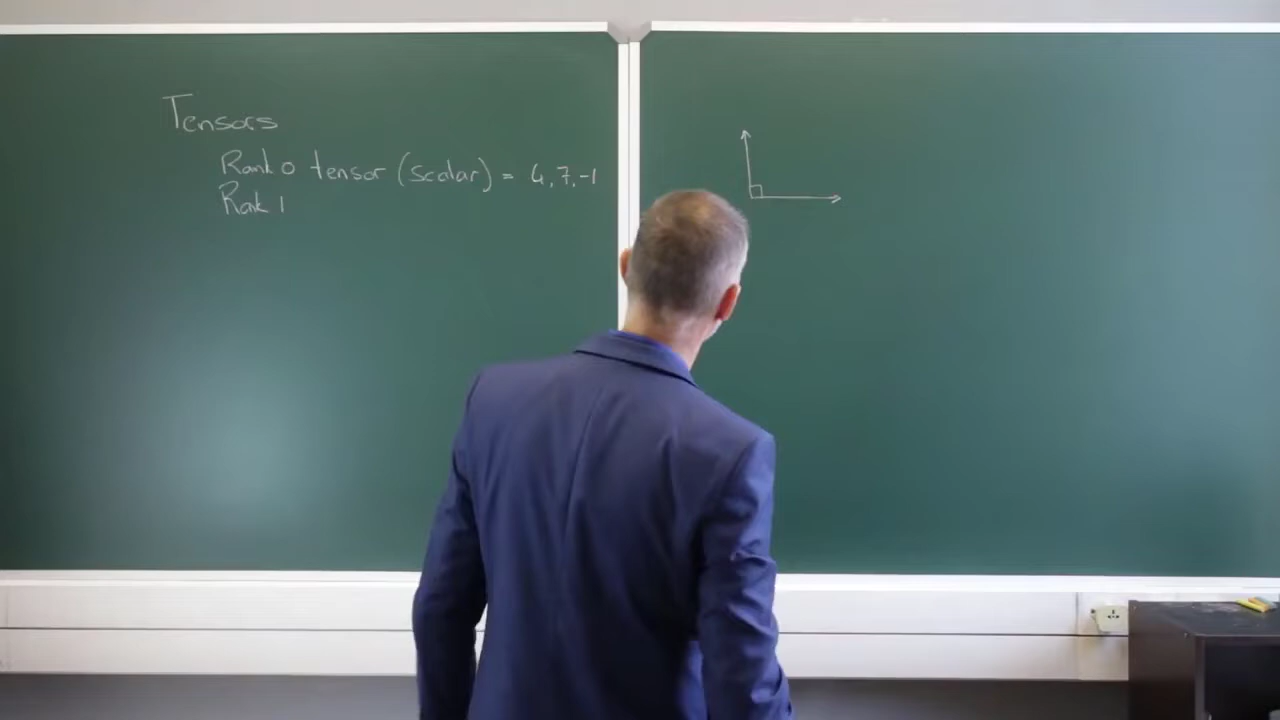 Tensors
Rank 0 tensor (scalar) = 4, 7, -1
Rank 1